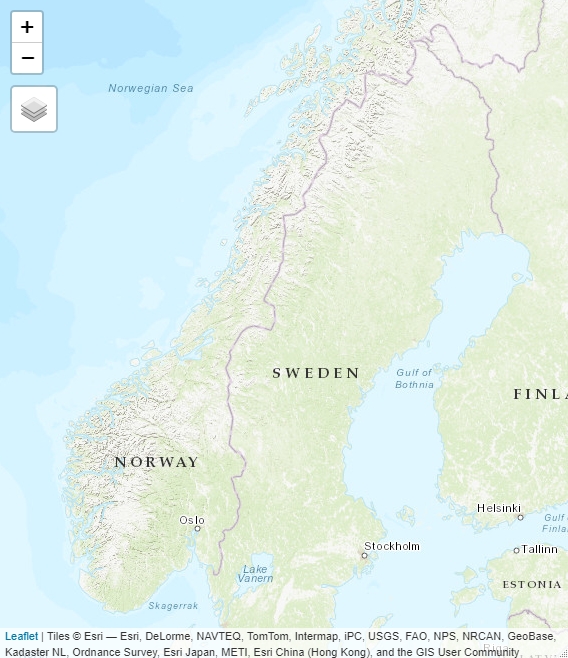 +
−
Norwegian Sea
SWEDEN
Gulf of
Bothnia
FINLA
NORWAY
Oslo
Helsinki
Gulf
Finlan
Stockholm
Tallinn
Lake
Vanern
ESTONIA
Skagerrak
Leaflet | Tiles © Esri — Esri, DeLorme, NAVTEQ, TomTom, Intermap, iPC, USGS, FAO, NPS, NRCAN, GeoBase,
Kadaster NL, Ordnance Survey, Esri Japan, METI, Esri China (Hong Kong), and the GIS User Community